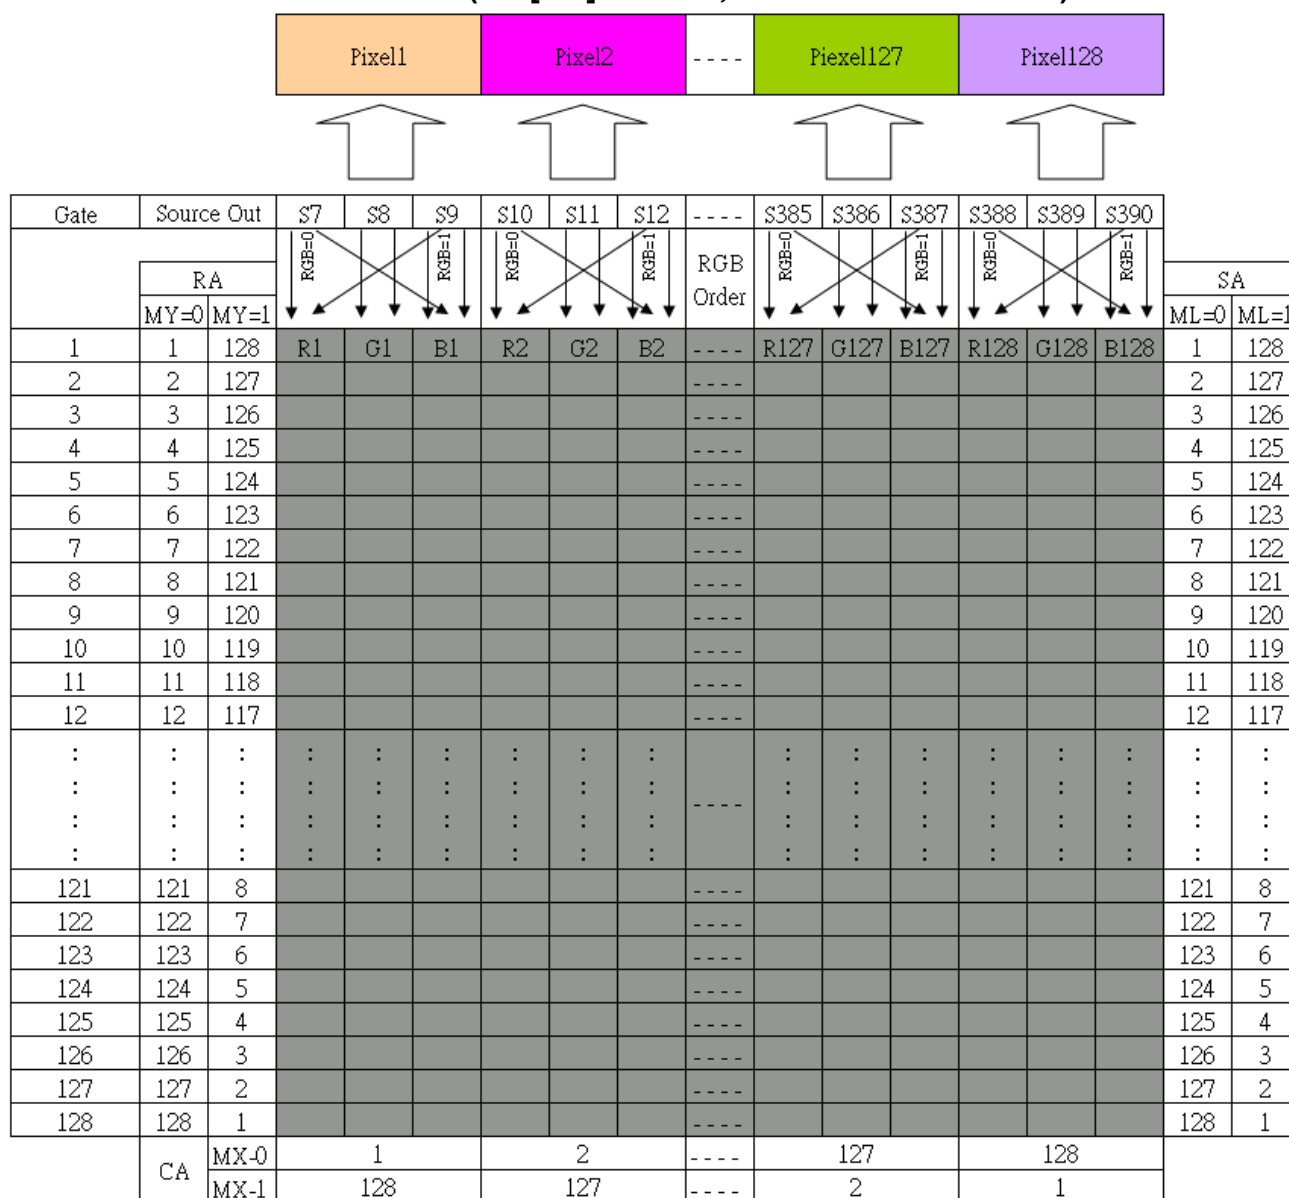 Pixel1 Pixel2 ---- Piexel127 Pixel128
Gate Source Out S7 S8 S9 S10 S11 S12 ---- S385 S386 S387 S388 S389 S390
RGB=0 RGB=1 RGB=0 RGB=1 RGB Order RGB=0 RGB=1 RGB=0 RGB=1
RA SA
MY=0 MY=1 ML=0 ML=1
1 1 128 R1 G1 B1 R2 G2 B2 ---- R127 G127 B127 R128 G128 B128 1 128
2 2 127 ---- 2 127
3 3 126 ---- 3 126
4 4 125 ---- 4 125
5 5 124 ---- 5 124
6 6 123 ---- 6 123
7 7 122 ---- 7 122
8 8 121 ---- 8 121
9 9 120 ---- 9 120
10 10 119 ---- 10 119
11 11 118 ---- 11 118
12 12 117 ---- 12 117
: : : : : : : : : : : : : : : : :
: : : : : : : : : : : : : : : : :
----
: : : : : : : : : : : : : : : : :
: : : : : : : : : : : : : : : : :
121 121 8 ---- 121 8
122 122 7 ---- 122 7
123 123 6 ---- 123 6
124 124 5 ---- 124 5
125 125 4 ---- 125 4
126 126 3 ---- 126 3
127 127 2 ---- 127 2
128 128 1 ---- 128 1
CA MX-0 1 2 ---- 127 128
MX-1 128 127 ---- 2 1